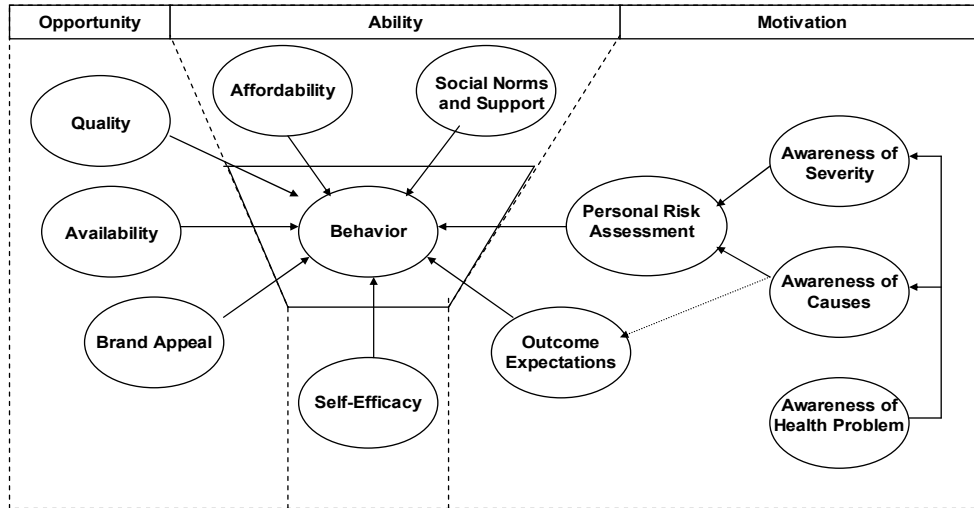 Opportunity
Ability
Motivation
Affordability
Social Norms
and Support
Quality
Awareness of
Severity
Personal Risk
Assessment
Availability
Behavior
Awareness of
Causes
Brand Appeal
Outcome
Expectations
Self-Efficacy
Awareness of
Health Problem